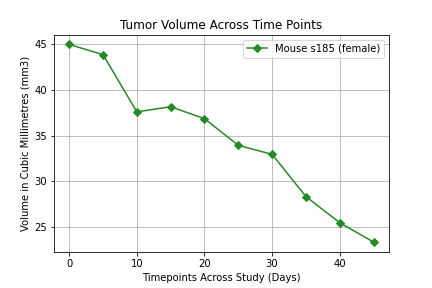 Tumor Volume Across Time Points
Mouse s185 (female)
Volume in Cubic Millimetres (mm3)
45
40
35
30
25
0 10 20 30 40
Timepoints Across Study (Days)